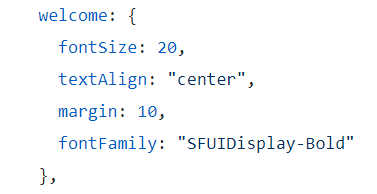 welcome: {
fontSize: 20,
textAlign: "center",
margin: 10,
fontFamily: "SFUIDisplay-Bold"
},